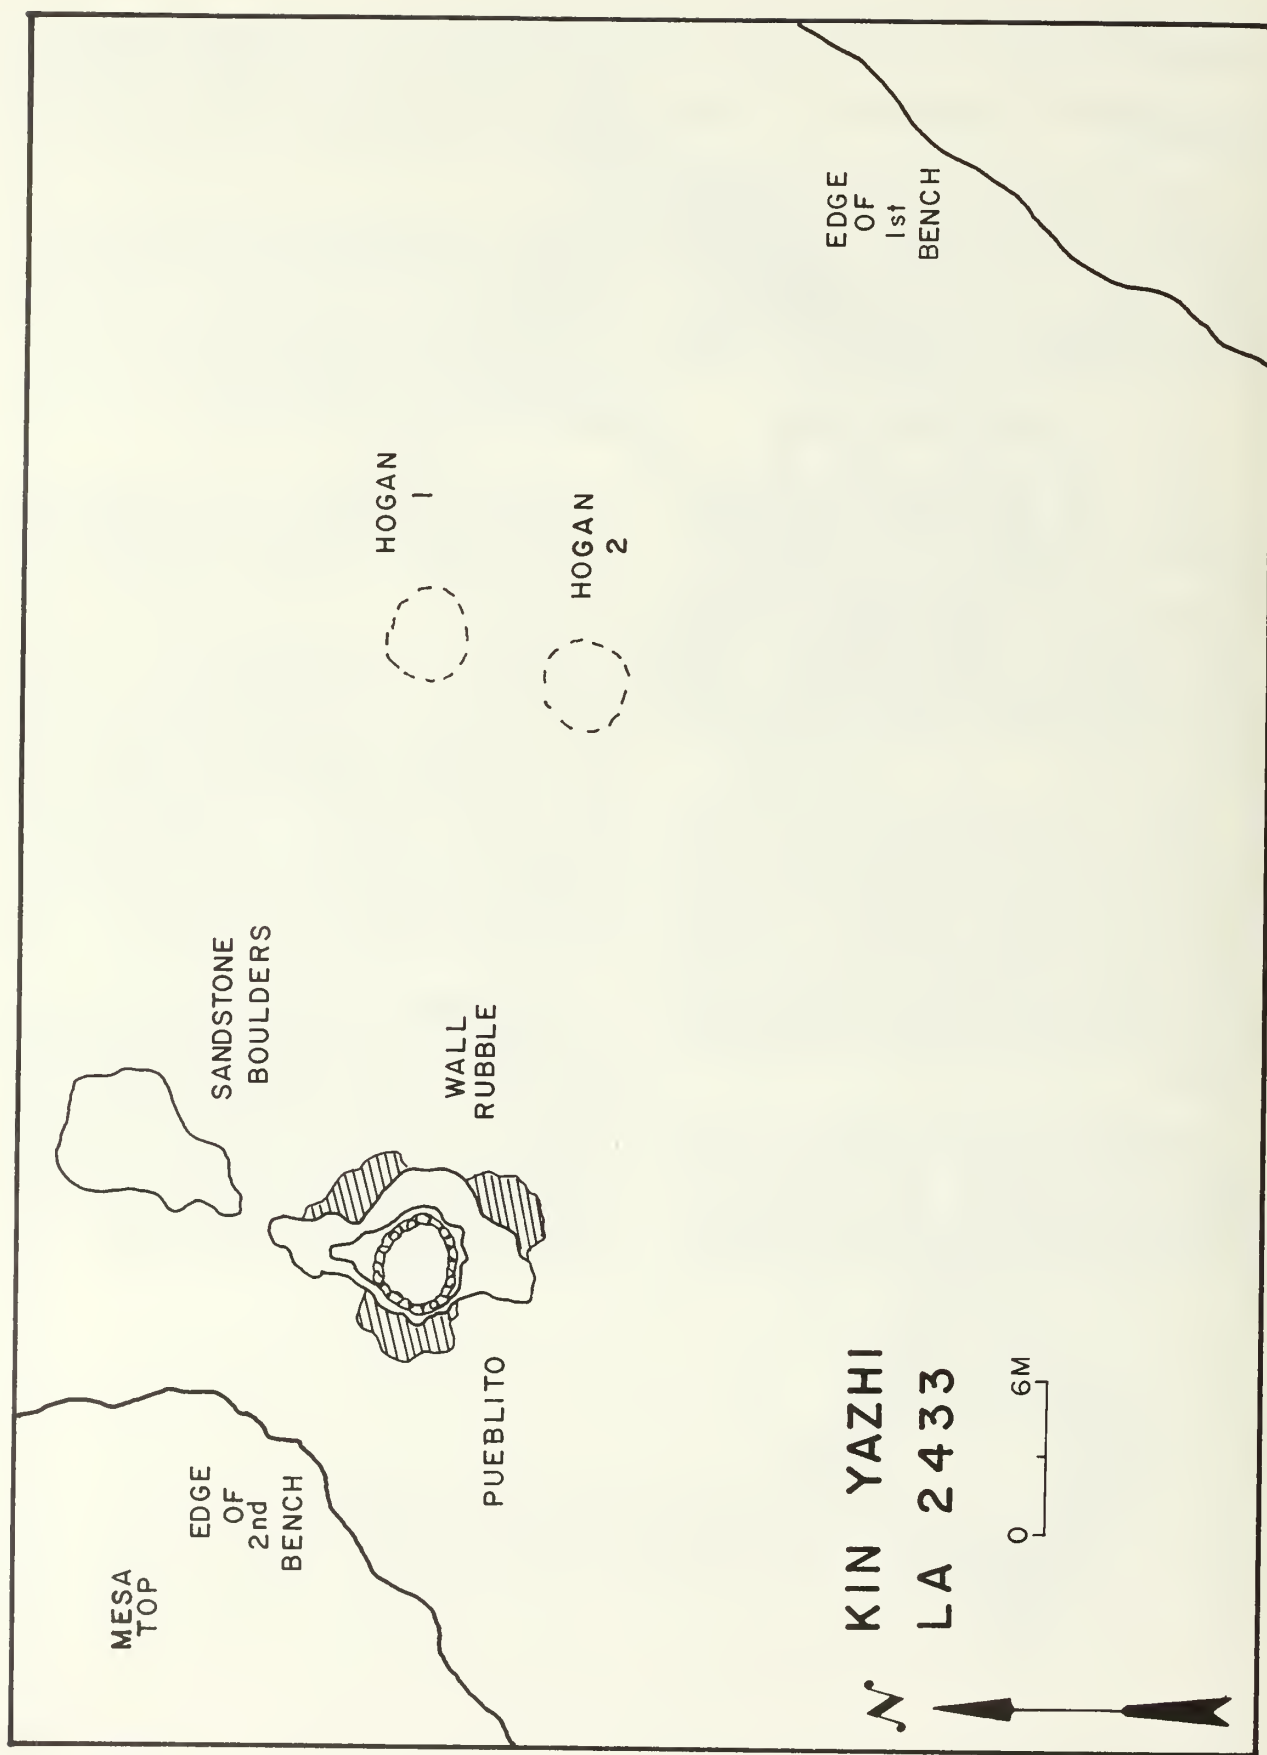 MESA
TOP
EDGE
OF
2nd
BENCH
SANDSTONE
BOULDERS
HOGAN
1
WALL
RUBBLE
PUEBLITO
HOGAN
2
EDGE
OF
1st
BENCH
N
KIN YAZHI
LA 2433
0 6M